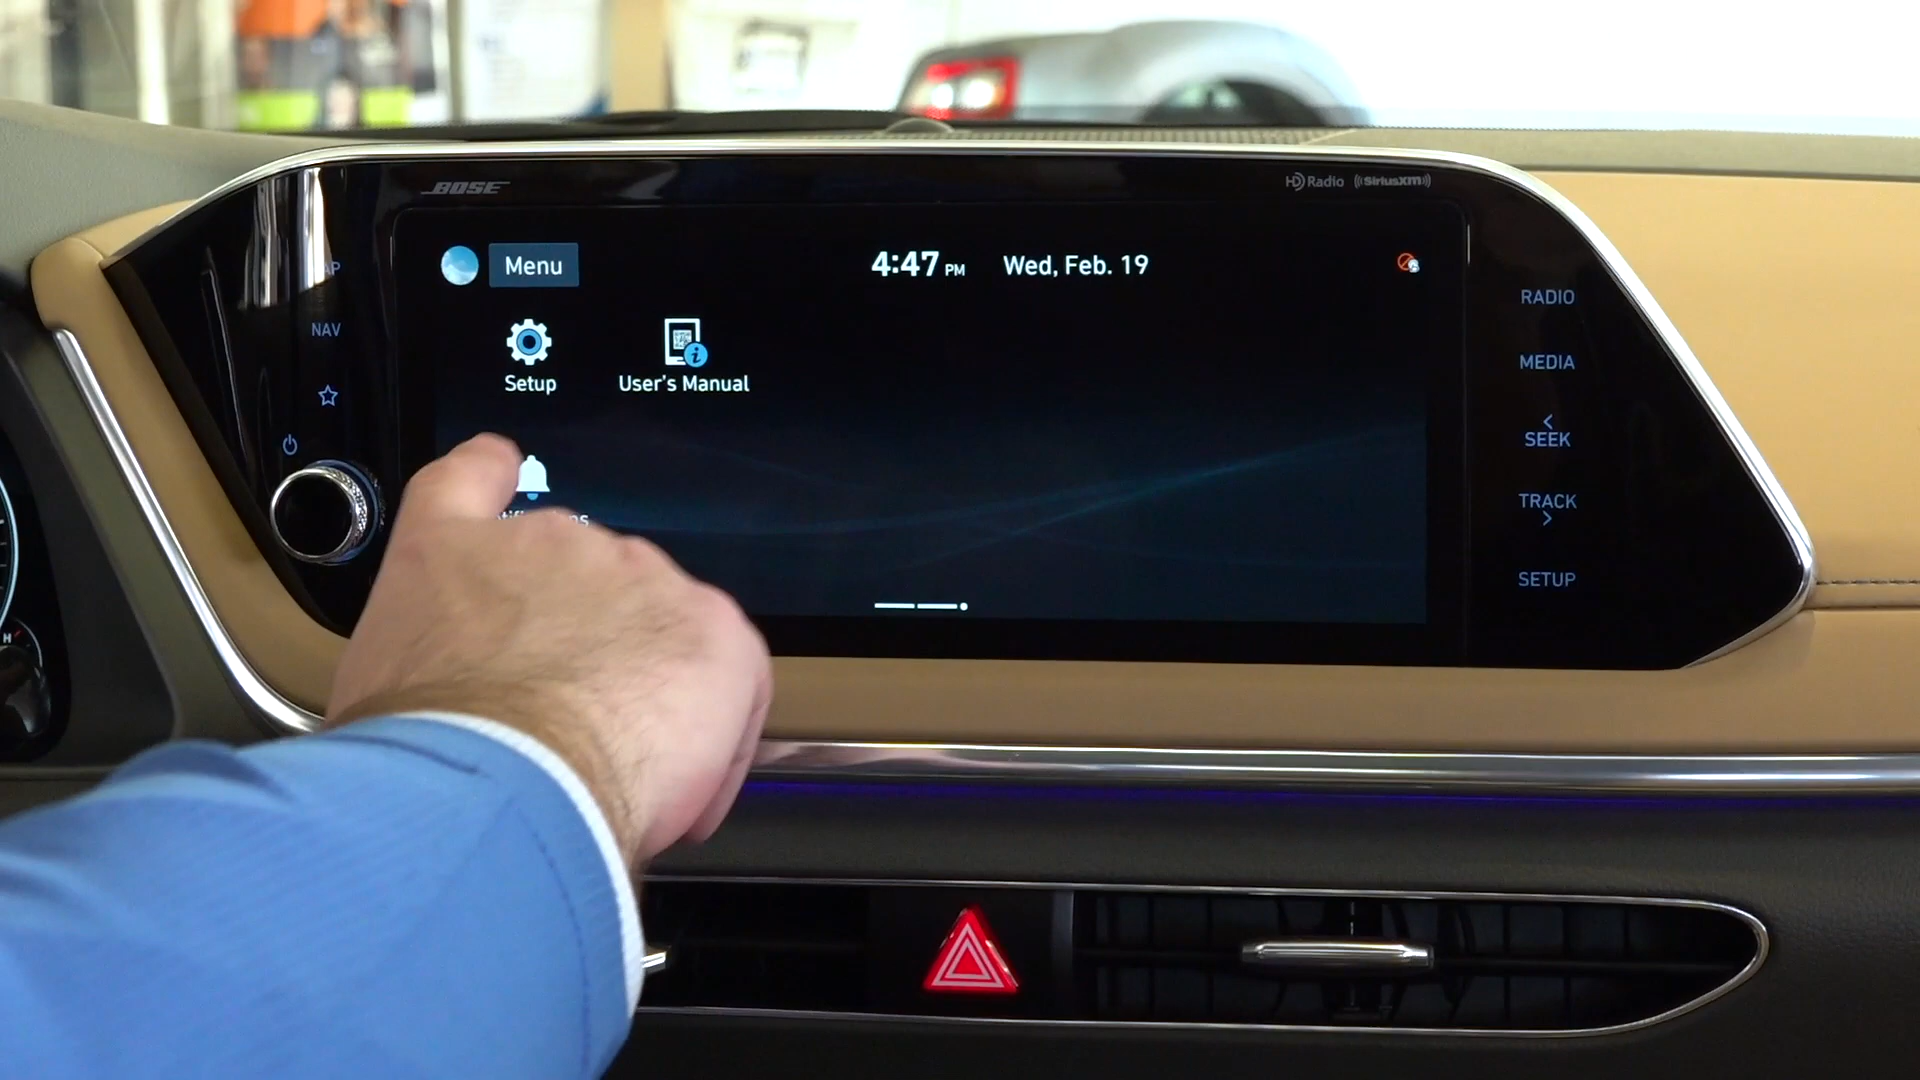 BOSE
HD Radio ((SiriusXM))
Menu
4:47 PM Wed, Feb. 19
NAV
Setup
User's Manual
RADIO
MEDIA
<
SEEK
TRACK
>
SETUP
H